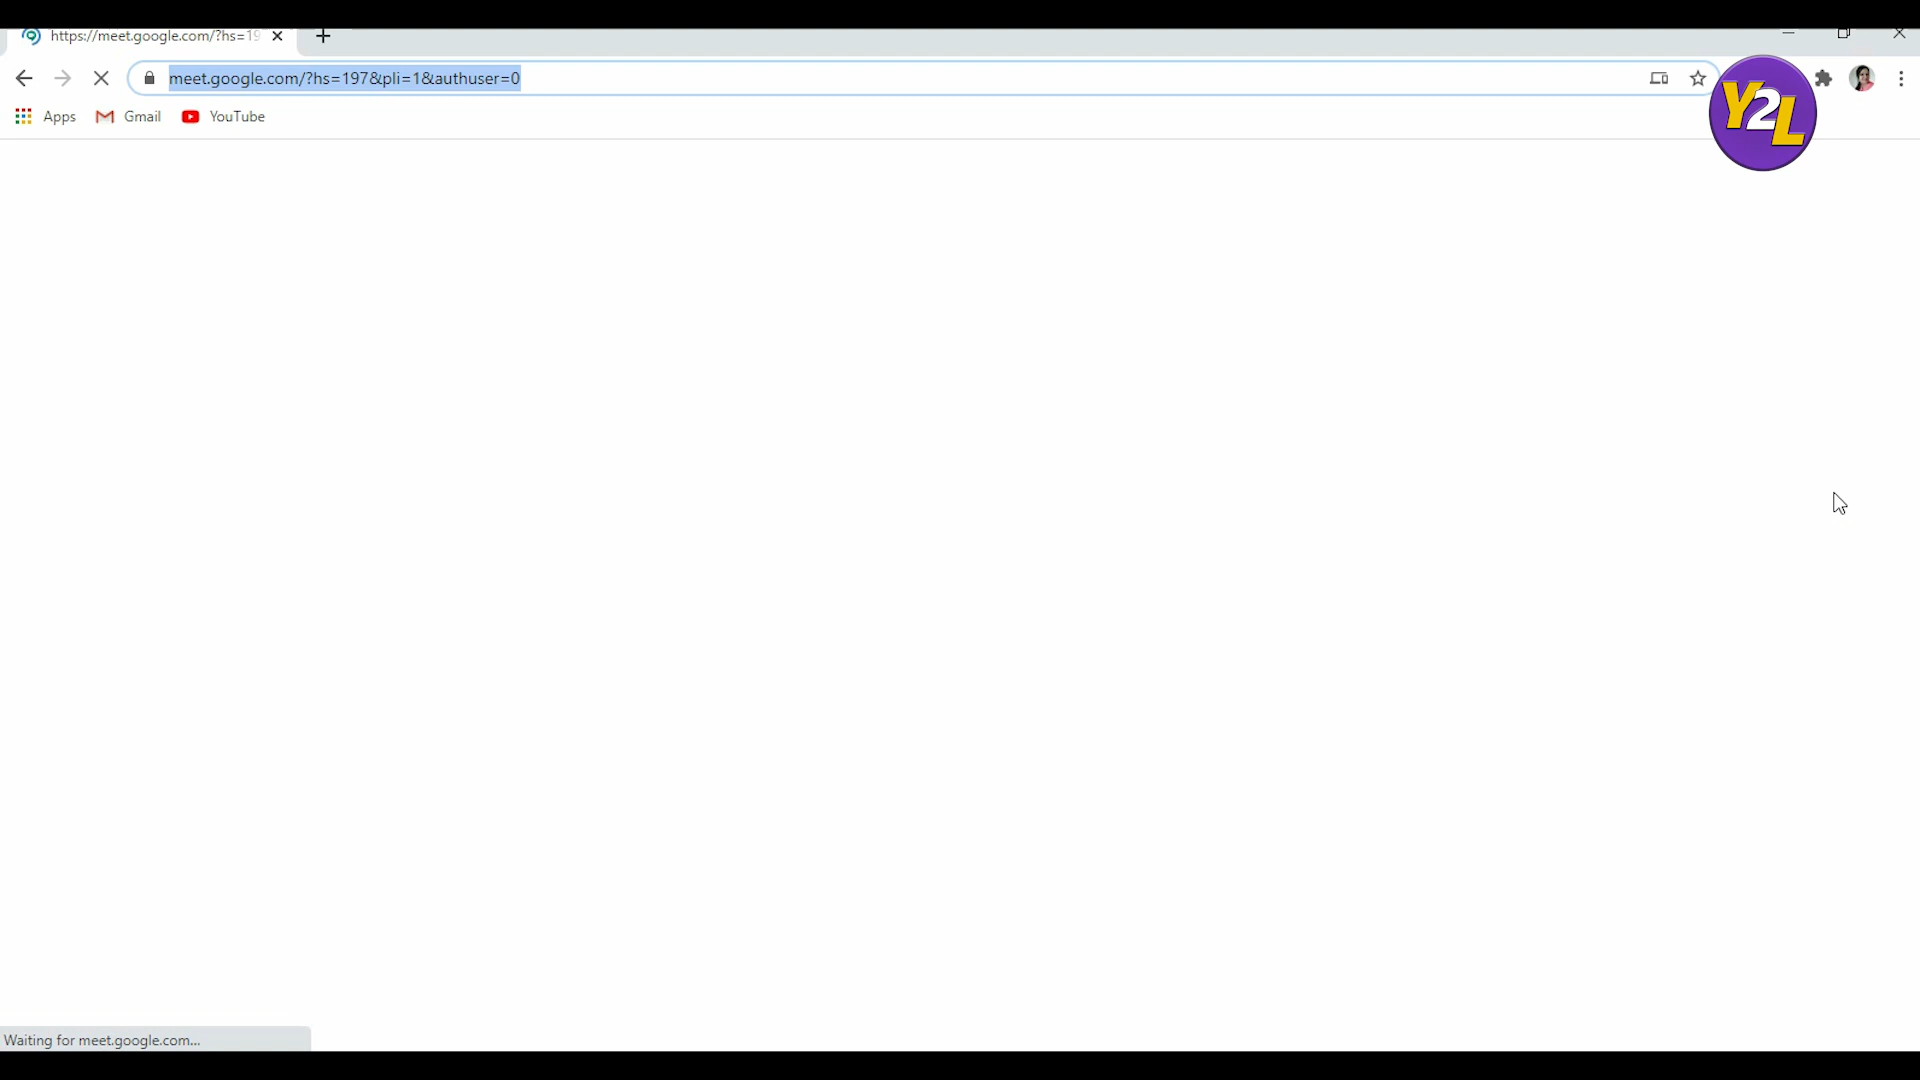 https://meet.google.com/?hs=19
meet.google.com/?hs=197&pli=1&authuser=0
Y2L
Apps
Gmail
YouTube
Waiting for meet.google.com...